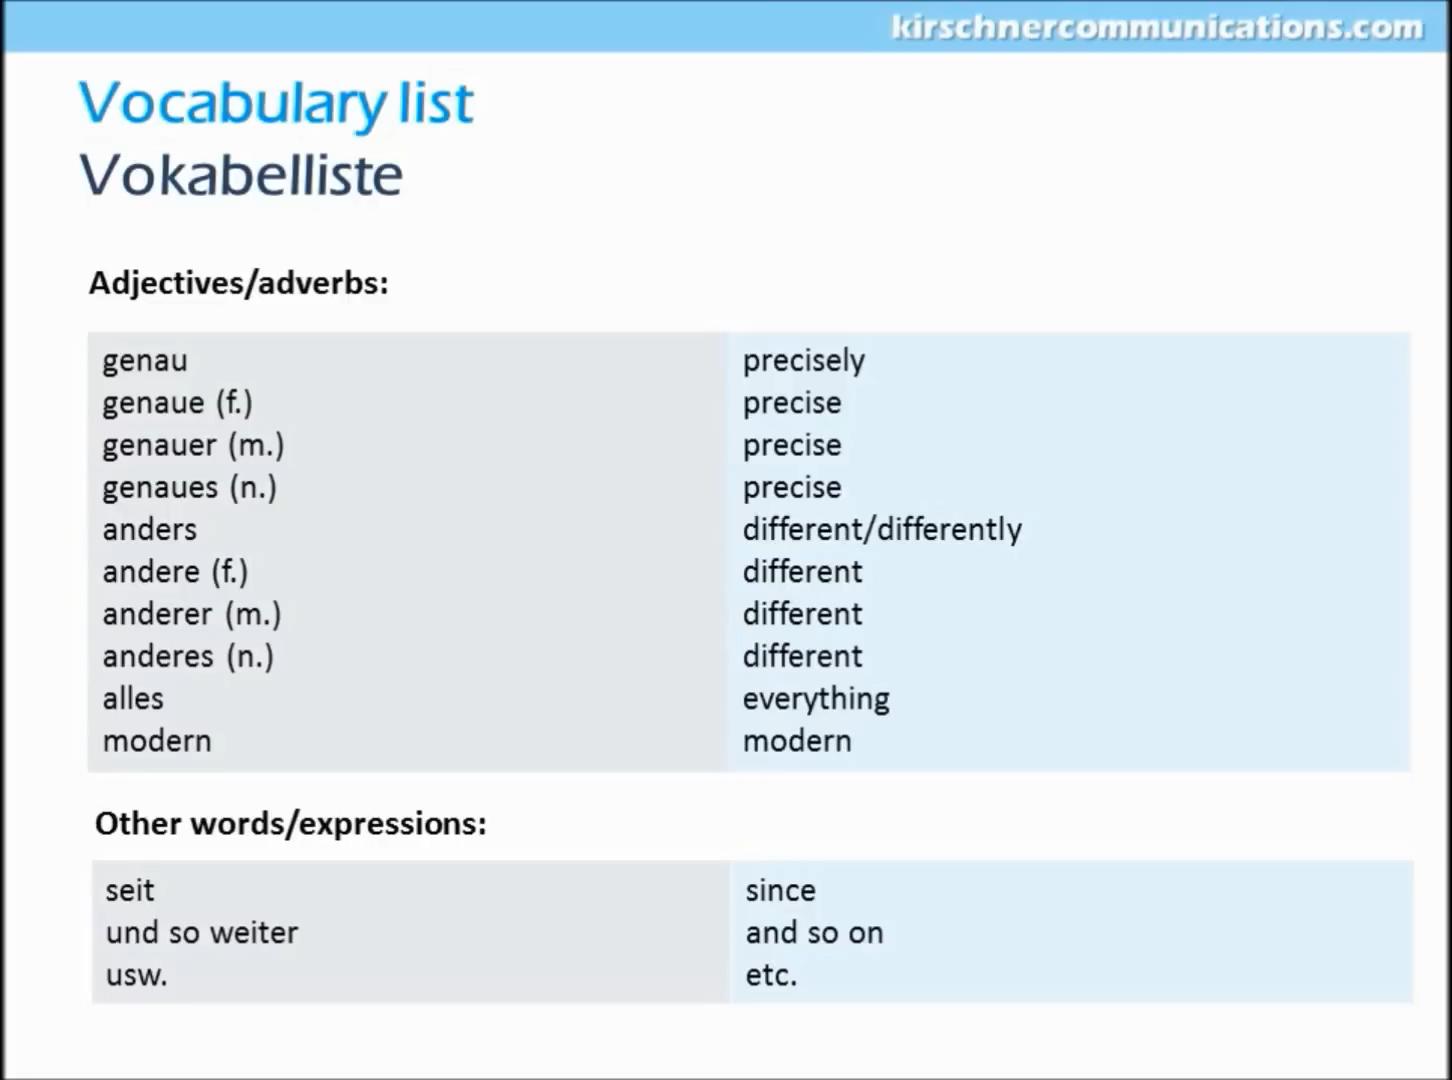 kirschnercommunications.com
Vocabulary list
Vokabelliste
Adjectives/adverbs:
genau precisely
genaue (f.) precise
genauer (m.) precise
genaues (n.) precise
anders different/differently
andere (f.) different
anderer (m.) different
anderes (n.) different
alles everything
modern modern
Other words/expressions:
seit since
und so weiter and so on
usw. etc.